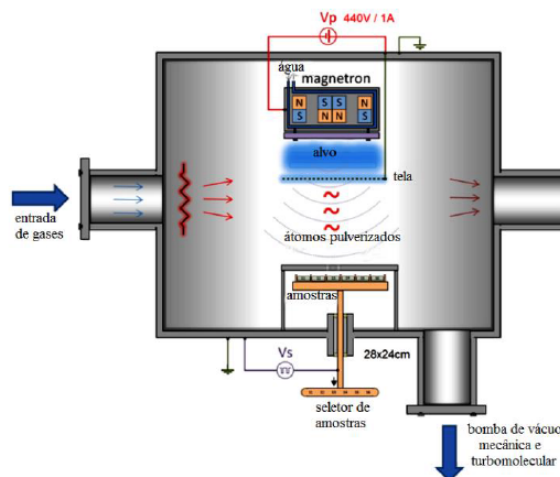 Vp 440V / 1A
água
magnetron
N S S N
S N N S
alvo
tela
entrada
de gases
átomos pulverizados
amostras
Vs
28x24cm
seletor de
amostras
bomba de vácuo
mecânica e
turbomolecular